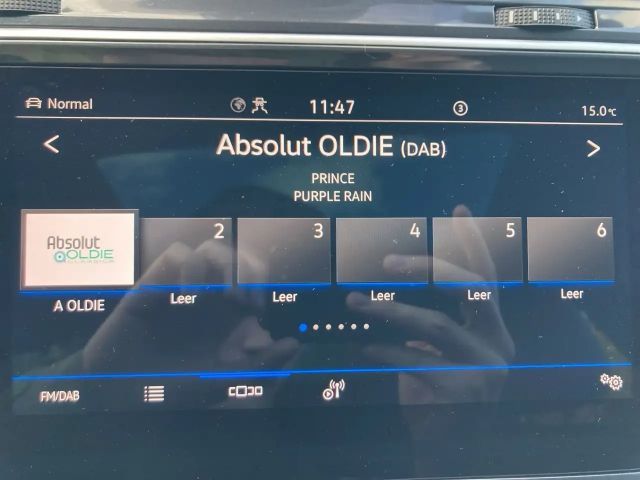 Normal
11:47
3
15.0°C
<
Absolut OLDIE (DAB)
>
PRINCE
PURPLE RAIN
Absolut
OLDIE
2
3
4
5
6
A OLDIE
Leer
Leer
Leer
Leer
Leer
FM/DAB